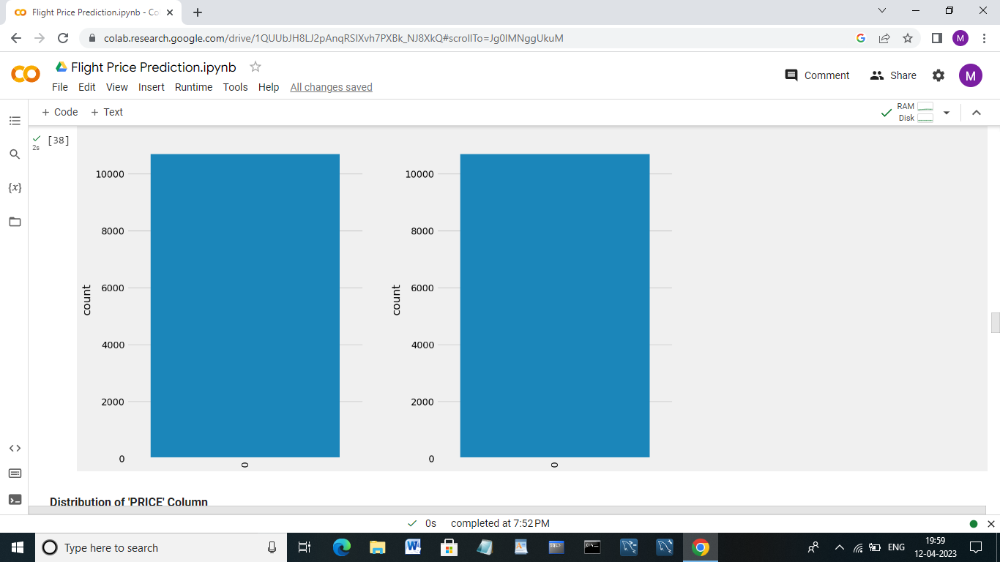 Flight Price Prediction.ipynb - Co
colab.research.google.com/drive/1QUUbJH8LJ2pAnqRSIXvh7PXBk_NJ8XkQ#scrollTo=Jg0lMNggUkuM
M
Flight Price Prediction.ipynb
File Edit View Insert Runtime Tools Help All changes saved
Comment Share M
+ Code + Text
RAM
Disk
[38]
2s
{x}
10000
8000
6000
4000
2000
0
count
0
10000
8000
6000
4000
2000
0
count
0
Distribution of 'PRICE' Column
0s completed at 7:52 PM
Type here to search
ENG
19:59
12-04-2023